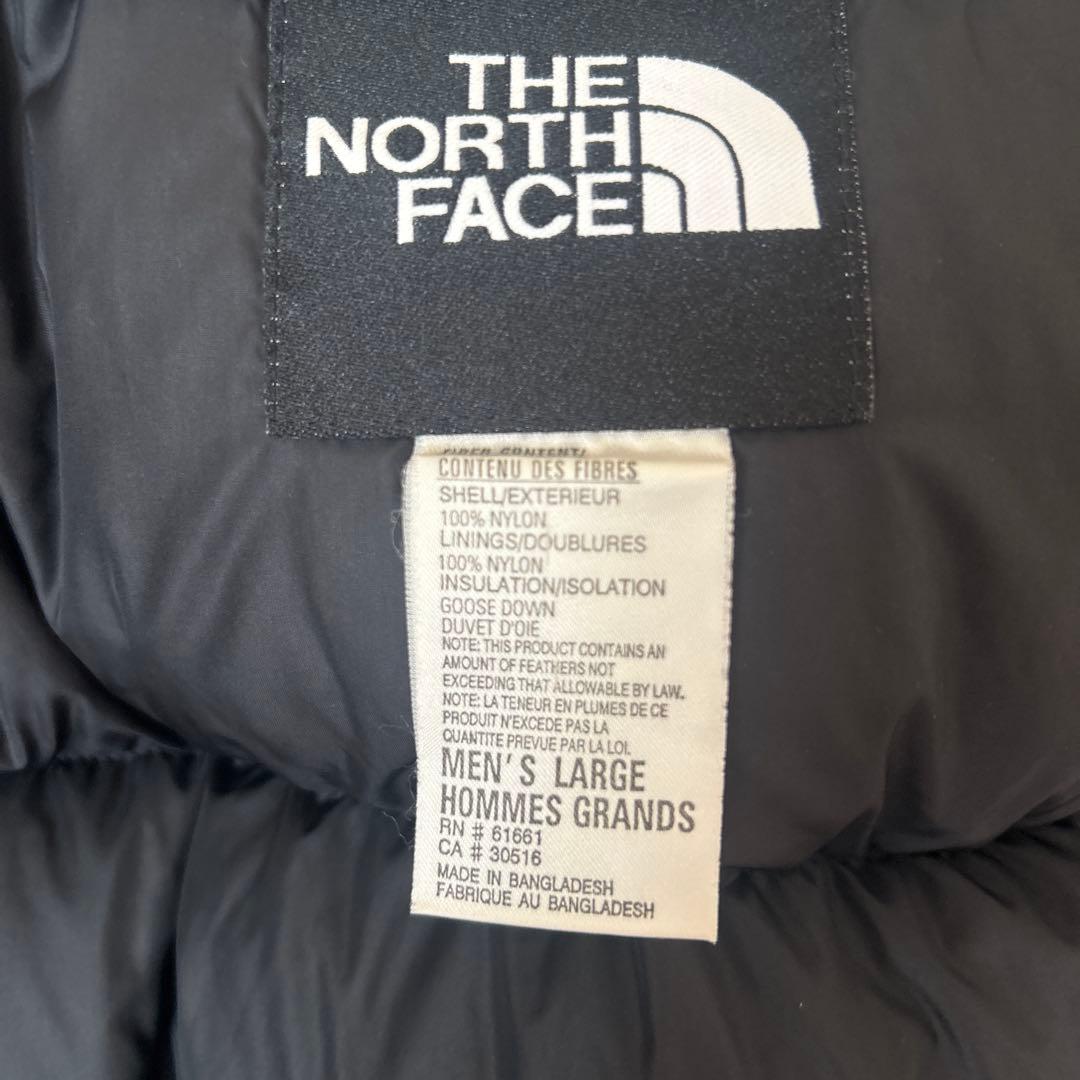 THE
NORTH
FACE
FIBER CONTENT/
CONTENU DES FIBRES
SHELL/EXTERIEUR
100% NYLON
LININGS/DOUBLURES
100% NYLON
INSULATION/ISOLATION
GOOSE DOWN
DUVET D'OIE
NOTE: THIS PRODUCT CONTAINS AN
AMOUNT OF FEATHERS NOT
EXCEEDING THAT ALLOWABLE BY LAW.
NOTE: LA TENEUR EN PLUMES DE CE
PRODUIT N'EXCEDE PAS LA
QUANTITE PREVUE PAR LA LOI.
MEN'S LARGE
HOMMES GRANDS
RN # 61661
CA # 30516
MADE IN BANGLADESH
FABRIQUE AU BANGLADESH